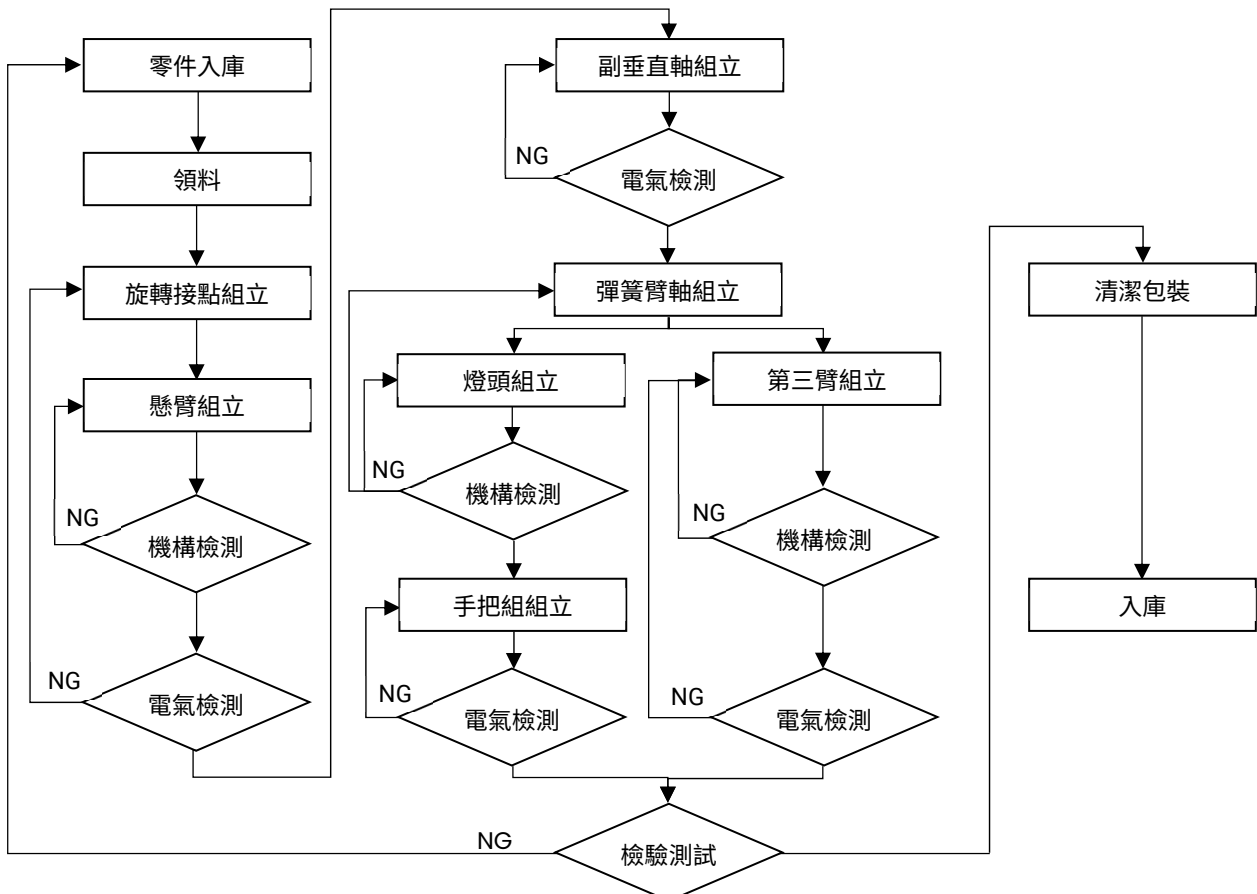 零件入庫
領料
旋轉接點組立
懸臂組立
NG
機構檢測
NG
電氣檢測
副垂直軸組立
NG
電氣檢測
彈簧臂軸組立
燈頭組立
NG
機構檢測
手把組組立
NG
電氣檢測
第三臂組立
NG
機構檢測
NG
電氣檢測
NG
檢驗測試
清潔包裝
入庫